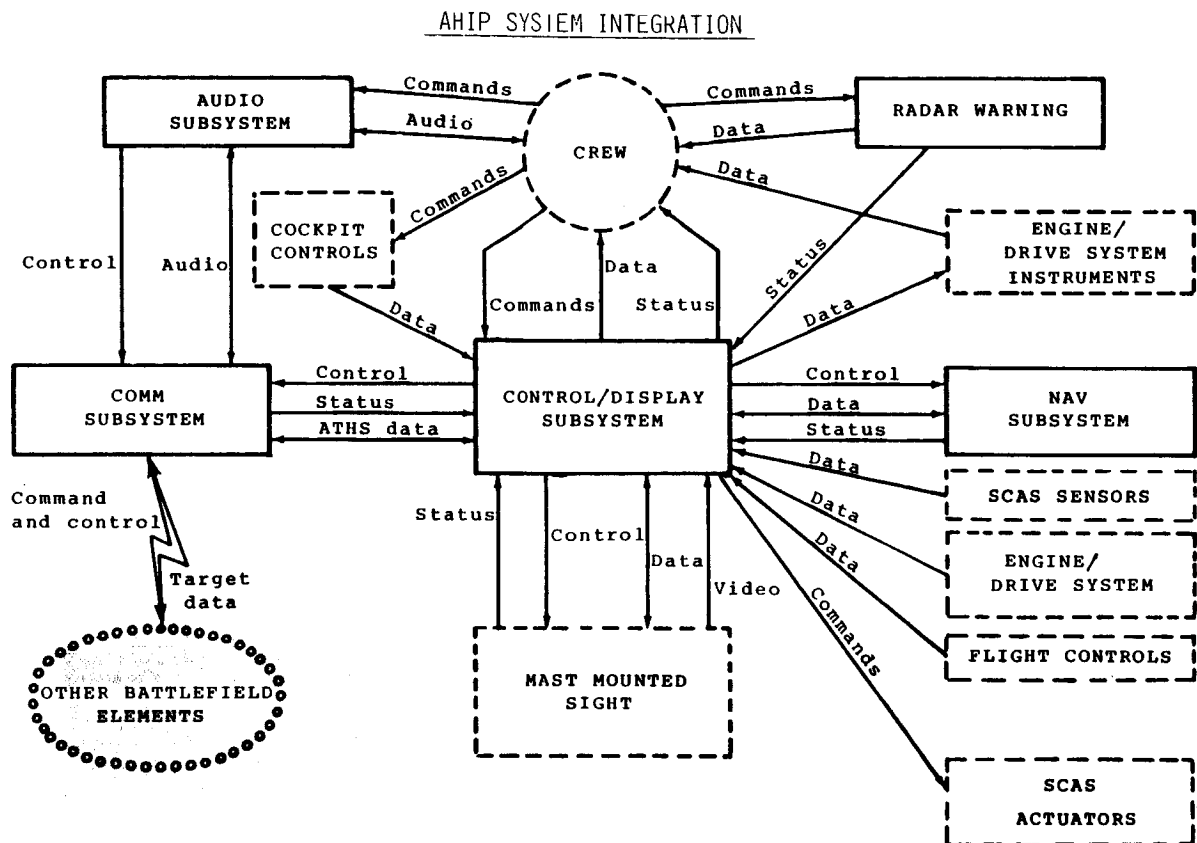 AHIP SYSIEM INTEGRATION
AUDIO
SUBSYSTEM
Commands
Audio
CREW
Commands
Data
RADAR WARNING
Data
Commands
COCKPIT
CONTROLS
Control
Audio
Data
Commands
Data
Status
Status
Data
ENGINE/
DRIVE SYSTEM
INSTRUMENTS
COMM
SUBSYSTEM
Control
Status
ATHS data
CONTROL/DISPLAY
SUBSYSTEM
Control
Data
Status
NAV
SUBSYSTEM
Data
SCAS SENSORS
Data
ENGINE/
DRIVE SYSTEM
Data
FLIGHT CONTROLS
Commands
SCAS
ACTUATORS
Command
and control
Target
data
OTHER BATTLEFIELD
ELEMENTS
Status
Control
Data
Video
MAST MOUNTED
SIGHT